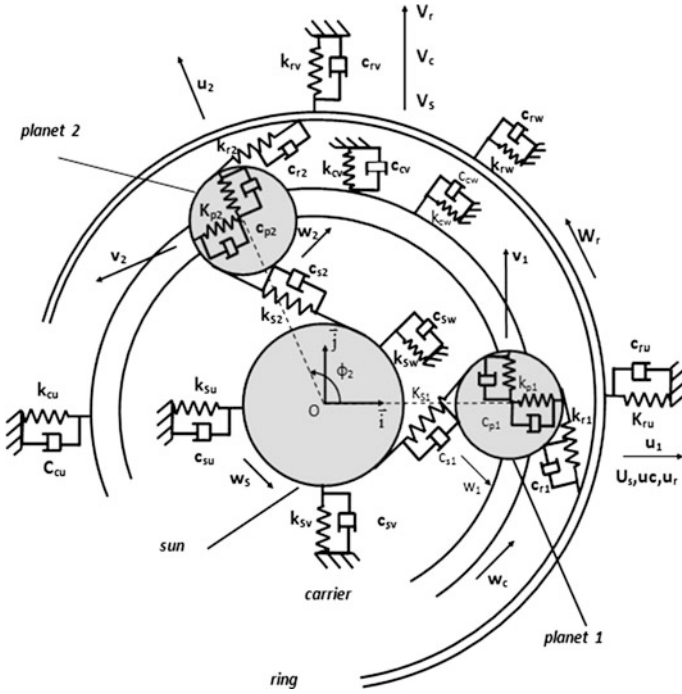 V_r
k_rv
c_rv
V_c
u_2
V_s
c_rw
planet 2
k_r2
k_rw
c_r2
k_cv
c_cv
C_cw
k_cw
K_p2
W_r
c_p2
w_2
v_2
v_1
c_s2
k_S2
c_Sw
j
k_Sw
c_ru
ϕ_2
k_cu
k_Su
K_S1
k_p1
O
i
K_ru
c_p1
k_r1
u_1
C_cu
c_su
C_s1
w_S
w_1
c_r1
U_s,uc,u_r
k_Sv
c_sv
sun
w_c
carrier
planet 1
ring